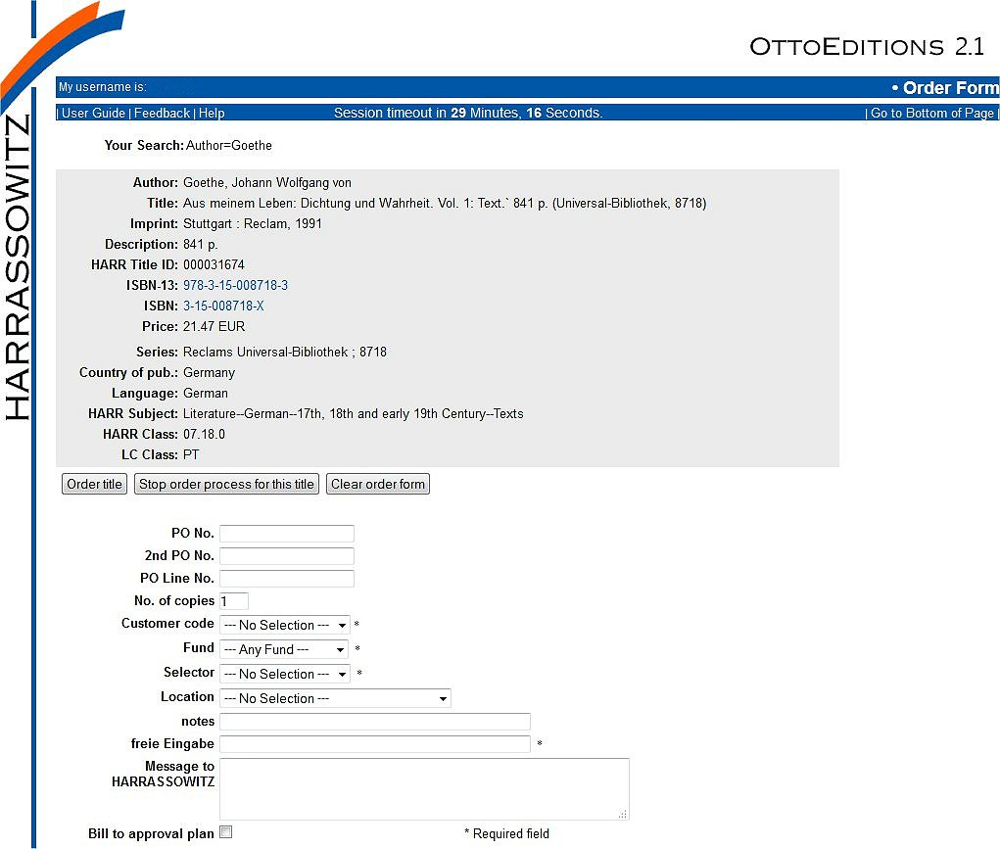 OTTOEDITIONS 2.1
HARRASSOWITZ
My username is:
• Order Form
| User Guide | Feedback | Help
Session timeout in 29 Minutes, 16 Seconds.
| Go to Bottom of Page |
Your Search: Author=Goethe
Author: Goethe, Johann Wolfgang von
Title: Aus meinem Leben: Dichtung und Wahrheit. Vol. 1: Text.` 841 p. (Universal-Bibliothek, 8718)
Imprint: Stuttgart : Reclam, 1991
Description: 841 p.
HARR Title ID: 000031674
ISBN-13: 978-3-15-008718-3
ISBN: 3-15-008718-X
Price: 21.47 EUR
Series: Reclams Universal-Bibliothek ; 8718
Country of pub.: Germany
Language: German
HARR Subject: Literature--German--17th, 18th and early 19th Century--Texts
HARR Class: 07.18.0
LC Class: PT
Order title
Stop order process for this title
Clear order form
PO No.
2nd PO No.
PO Line No.
No. of copies 1
Customer code --- No Selection --- *
Fund --- Any Fund --- *
Selector --- No Selection --- *
Location --- No Selection ---
notes
freie Eingabe *
Message to
HARRASSOWITZ
Bill to approval plan
* Required field